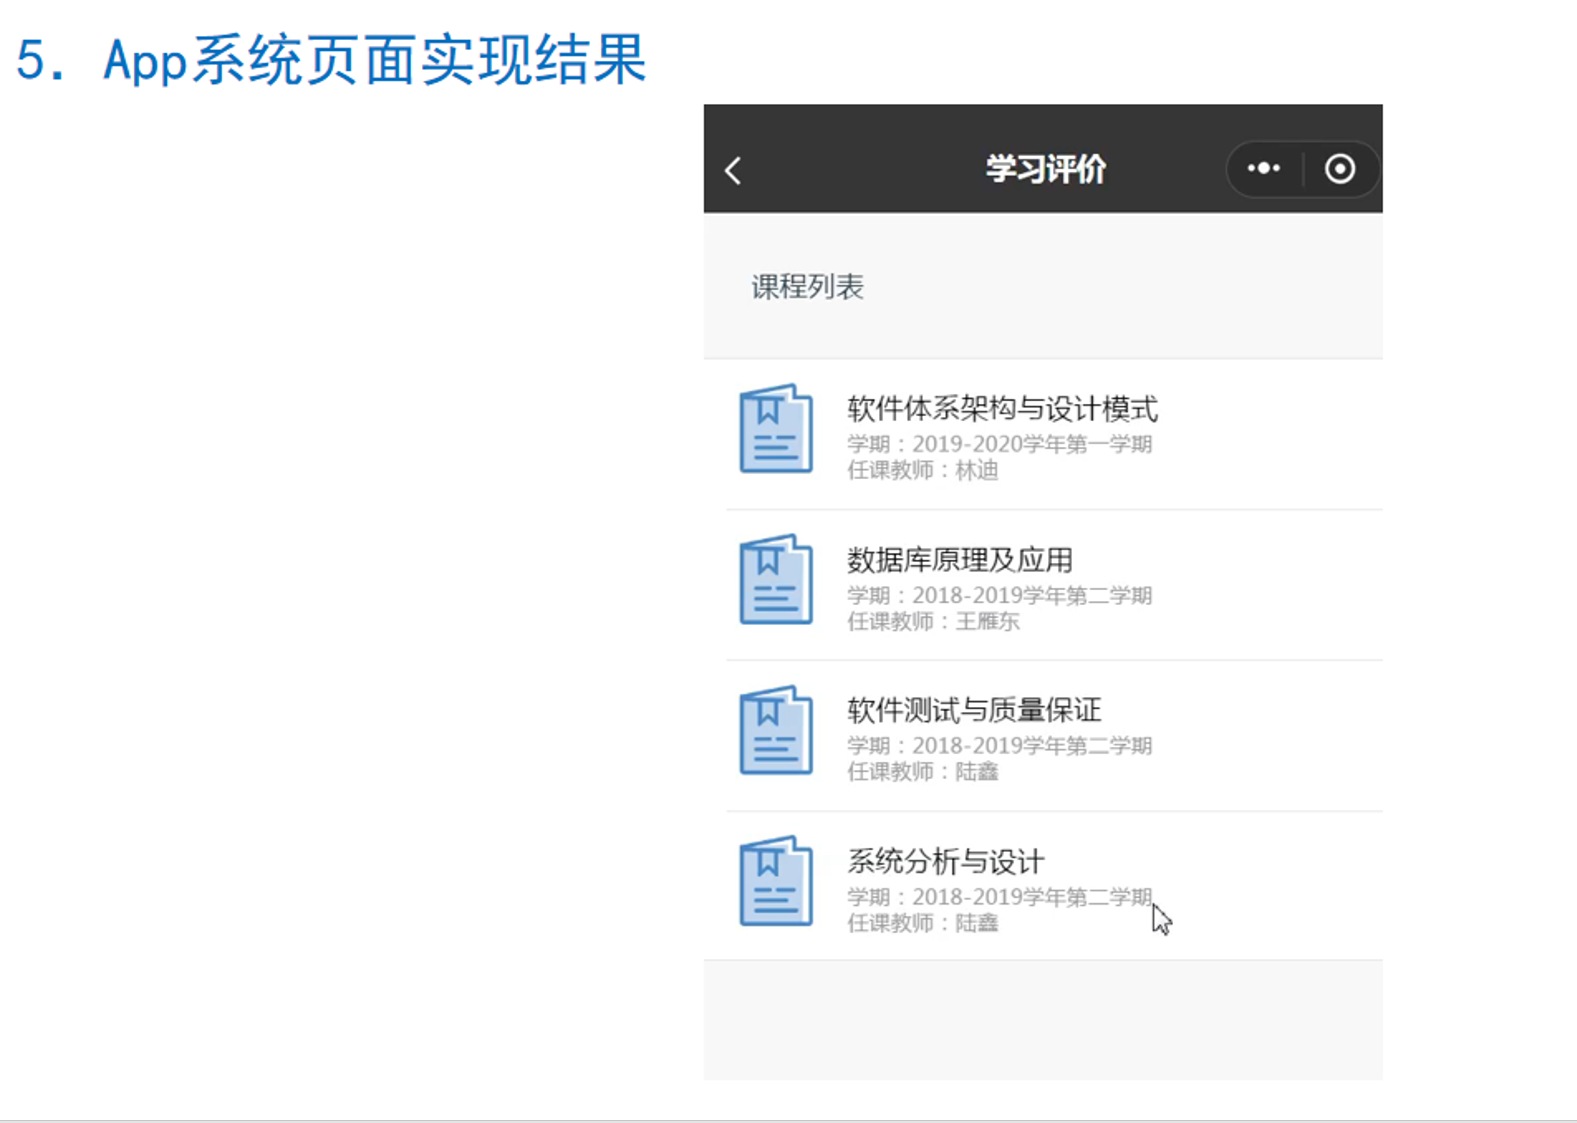 5. App系统页面实现结果
学习评价
课程列表
软件体系架构与设计模式
学期：2019-2020学年第一学期
任课教师：林迪
数据库原理及应用
学期：2018-2019学年第二学期
任课教师：王雁东
软件测试与质量保证
学期：2018-2019学年第二学期
任课教师：陆鑫
系统分析与设计
学期：2018-2019学年第二学期
任课教师：陆鑫